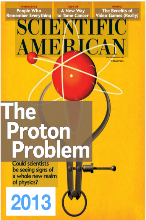 People Who
Remember Everything
A New Way
to Tame Cancer
The Benefits of
Video Games (Really)
SCIENTIFIC
AMERICAN
The
Proton
Problem
Could scientists
be seeing signs of
a whole new realm
of physics?
2013